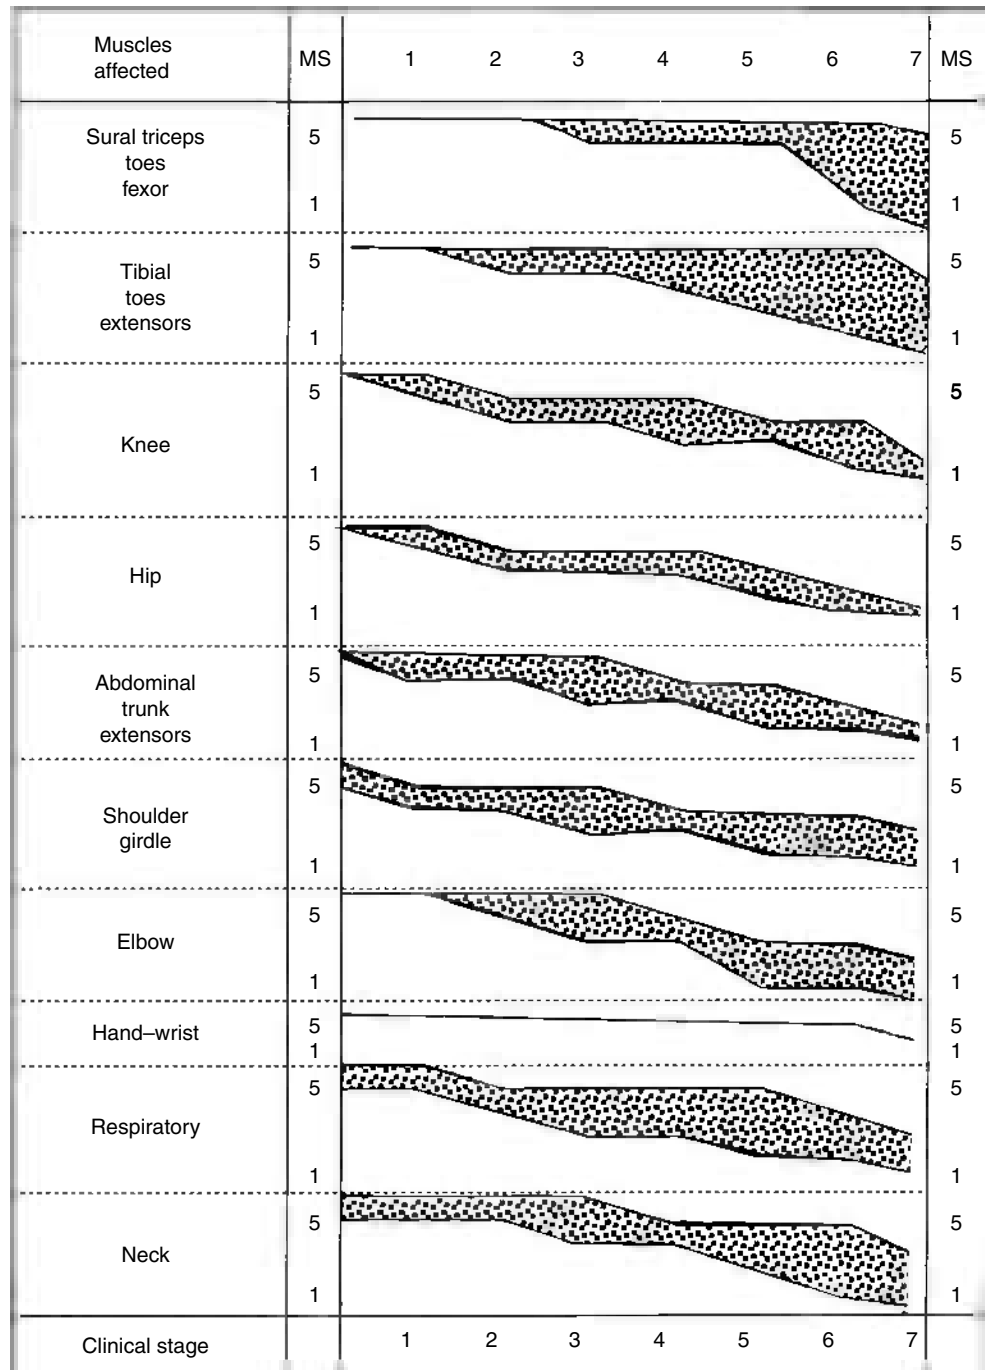 Muscles
affected
MS 1 2 3 4 5 6 7 MS
Sural triceps
toes
fexor
5 5
1 1
Tibial
toes
extensors
5 5
1 1
Knee
5 5
1 1
Hip
5 5
1 1
Abdominal
trunk
extensors
5 5
1 1
Shoulder
girdle
5 5
1 1
Elbow
5 5
1 1
Hand–wrist
5 5
1 1
Respiratory
5 5
1 1
Neck
5 5
1 1
Clinical stage 1 2 3 4 5 6 7